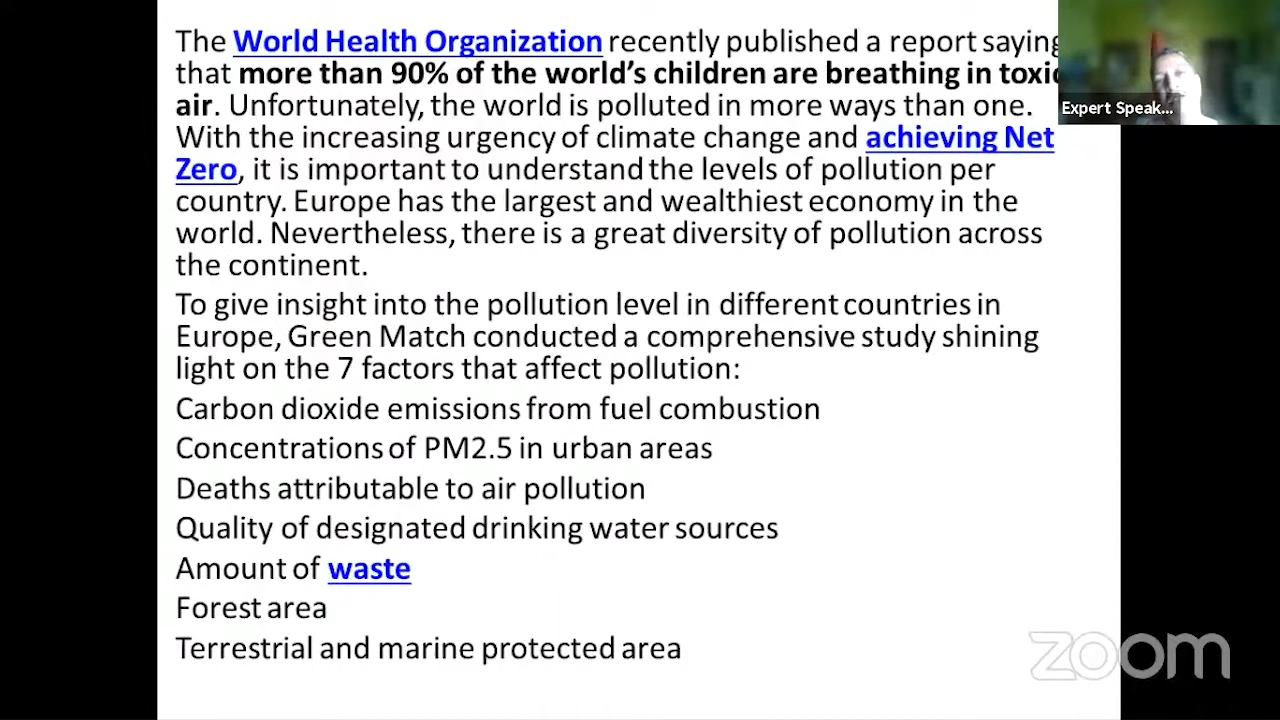 The World Health Organization recently published a report saying
that more than 90% of the world's children are breathing in toxic
air. Unfortunately, the world is polluted in more ways than one.
With the increasing urgency of climate change and achieving Net
Zero, it is important to understand the levels of pollution per
country. Europe has the largest and wealthiest economy in the
world. Nevertheless, there is a great diversity of pollution across
the continent.
To give insight into the pollution level in different countries in
Europe, Green Match conducted a comprehensive study shining
light on the 7 factors that affect pollution:
Carbon dioxide emissions from fuel combustion
Concentrations of PM2.5 in urban areas
Deaths attributable to air pollution
Quality of designated drinking water sources
Amount of waste
Forest area
Terrestrial and marine protected area
Expert Speak...
zoom